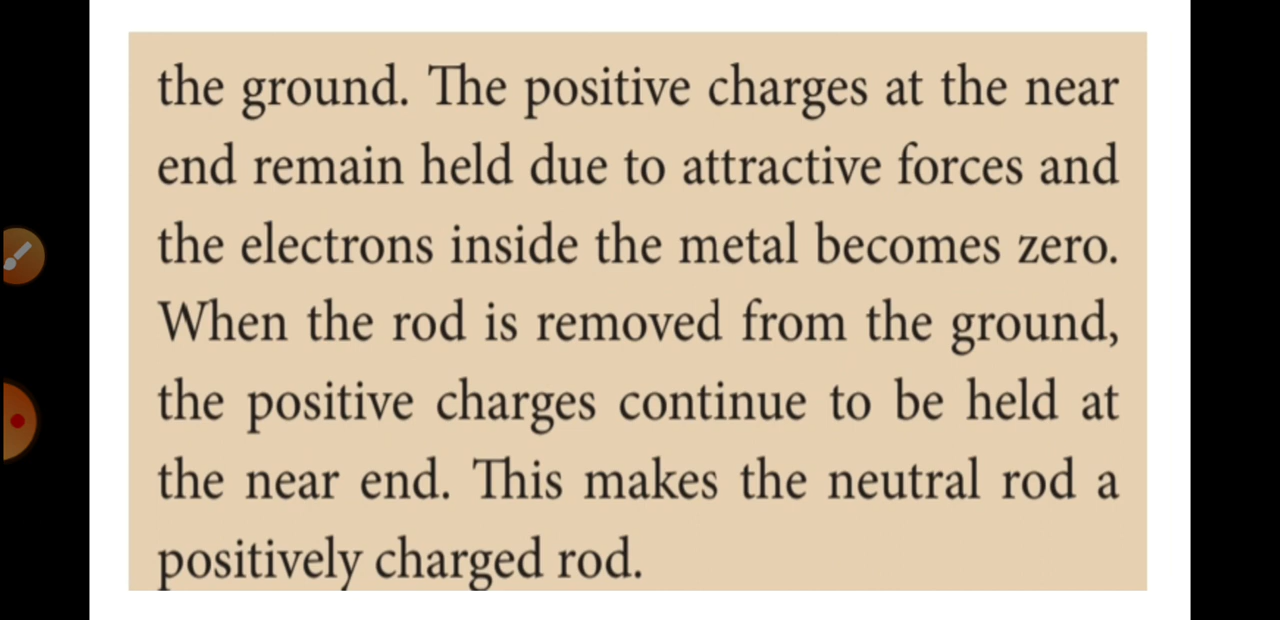 the ground. The positive charges at the near
end remain held due to attractive forces and
the electrons inside the metal becomes zero.
When the rod is removed from the ground,
the positive charges continue to be held at
the near end. This makes the neutral rod a
positively charged rod.